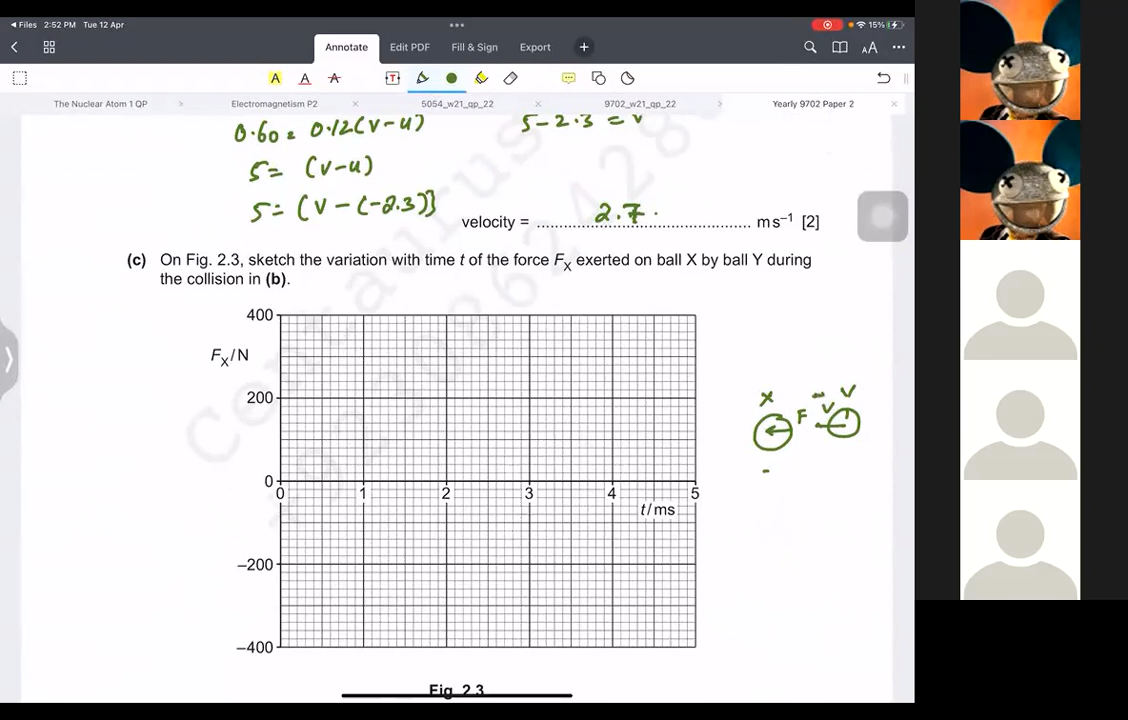 Files 2:52 PM Tue 12 Apr
15%
Annotate Edit PDF Fill & Sign Export
The Nuclear Atom 1 QP Electromagnetism P2 5054_w21_qp_22 9702_w21_qp_22 Yearly 9702 Paper 2
0.60 = 0.12(v-u) 5-2.3 = v
5 = (v-u)
5 = (v-(-2.3)]
velocity = 2.7 m s⁻¹ [2]
(c) On Fig. 2.3, sketch the variation with time t of the force FX exerted on ball X by ball Y during
the collision in (b).
400
FX / N
200
0
0 1 2 3 4 5
t / ms
–200
–400
X – V
F V
-
Fig 2.3
Centaurus